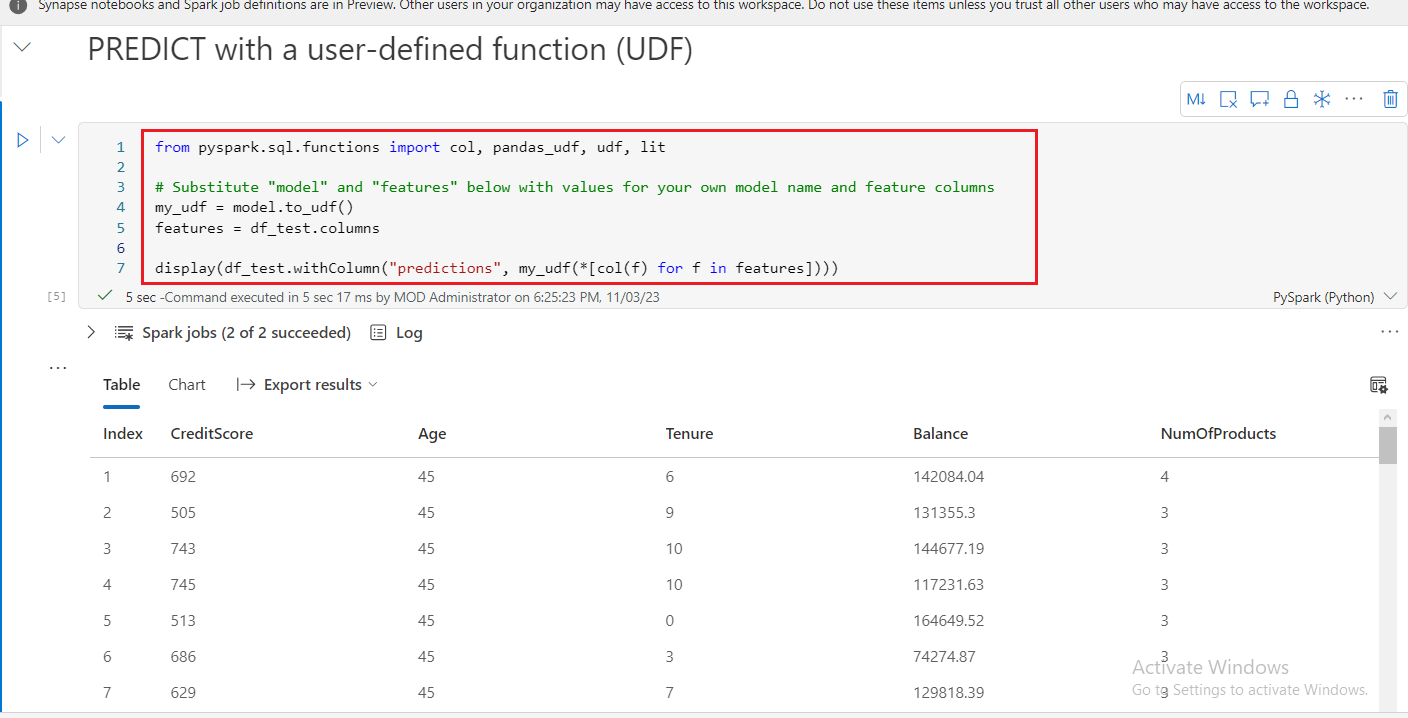 Synapse notebooks and Spark job definitions are in Preview. Other users in your organization may have access to this workspace. Do not use these items unless you trust all other users who may have access to the workspace.
PREDICT with a user-defined function (UDF)
M↓
1 from pyspark.sql.functions import col, pandas_udf, udf, lit
2
3 # Substitute "model" and "features" below with values for your own model name and feature columns
4 my_udf = model.to_udf()
5 features = df_test.columns
6
7 display(df_test.withColumn("predictions", my_udf(*[col(f) for f in features])))
[5] 5 sec -Command executed in 5 sec 17 ms by MOD Administrator on 6:25:23 PM, 11/03/23 PySpark (Python)
Spark jobs (2 of 2 succeeded) Log
Table Chart Export results
Index CreditScore Age Tenure Balance NumOfProducts
1 692 45 6 142084.04 4
2 505 45 9 131355.3 3
3 743 45 10 144677.19 3
4 745 45 10 117231.63 3
5 513 45 0 164649.52 3
6 686 45 3 74274.87 3
Activate Windows
7 629 45 7 129818.39 3
Go to Settings to activate Windows.